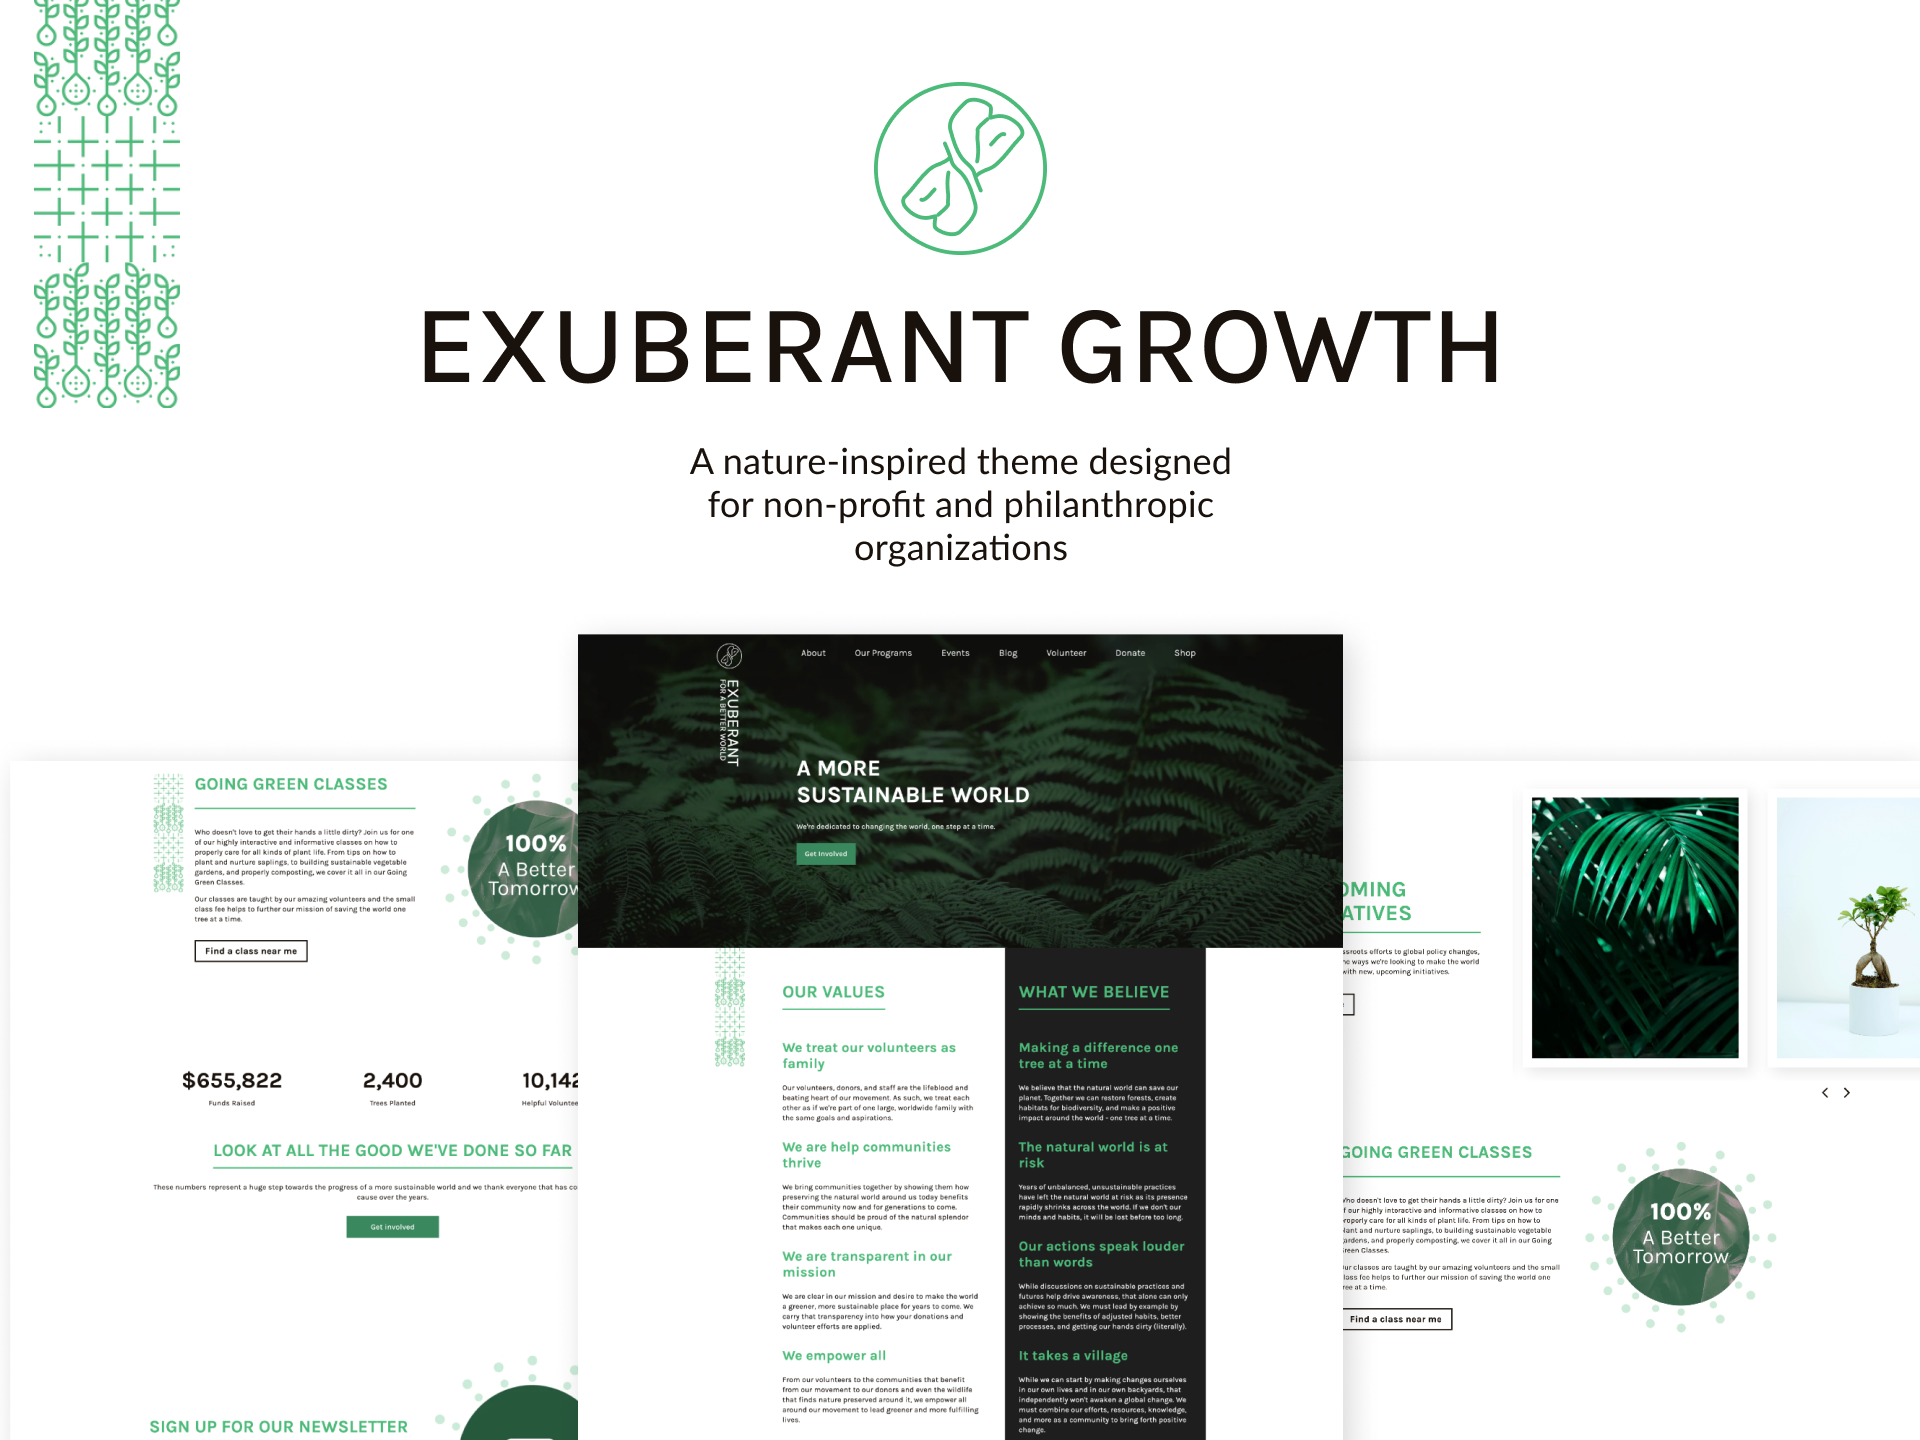 EXUBERANT GROWTH
A nature-inspired theme designed
for non-profit and philanthropic
organizations
About Our Programs Events Blog Volunteer Donate Shop
EXUBERANT
FOR A BETTER WORLD
A MORE
SUSTAINABLE WORLD
We're dedicated to changing the world, one step at a time.
Get Involved
GOING GREEN CLASSES
Who doesn't love to get their hands a little dirty? Join us for one
of our highly interactive and informative classes on how to
properly care for all kinds of plant life. From tips on how to
plant and nurture saplings, to building sustainable vegetable
gardens, and properly composting, we cover it all in our Going
Green Classes.
Our classes are taught by our amazing volunteers and the small
class fee helps to further our mission of saving the world one
tree at a time.
Find a class near me
100%
A Better
Tomorrow
$655,822
Funds Raised
2,400
Trees Planted
10,142
Helpful Voluntee
LOOK AT ALL THE GOOD WE'VE DONE SO FAR
These numbers represent a huge step towards the progress of a more sustainable world and we thank everyone that has co
cause over the years.
Get involved
SIGN UP FOR OUR NEWSLETTER
OUR VALUES
We treat our volunteers as
family
Our volunteers, donors, and staff are the lifeblood and
beating heart of our movement. As such, we treat each
other as if we're part of one large, worldwide family with
the same goals and aspirations.
We are help communities
thrive
We bring communities together by showing them how
preserving the natural world around us today benefits
their community now and for generations to come.
Communities should be proud of the natural splendor
that makes each one unique.
We are transparent in our
mission
We are clear in our mission and desire to make the world
a greener, more sustainable place for years to come. We
carry that transparency into how your donations and
volunteer efforts are applied.
We empower all
From our volunteers to the communities that benefit
from our movement to our donors and even the wildlife
that finds nature preserved around it, we empower all
around our movement to lead greener and more fulfilling
lives.
WHAT WE BELIEVE
Making a difference one
tree at a time
We believe that the natural world can save our
planet. Together we can restore forests, create
habitats for biodiversity, and make a positive
impact around the world - one tree at a time.
The natural world is at
risk
Years of unbalanced, unsustainable practices
have left the natural world at risk as its presence
rapidly shrinks across the world. If we don't our
minds and habits, it will be lost before too long.
Our actions speak louder
than words
While discussions on sustainable practices and
futures help drive awareness, that alone can only
achieve so much. We must lead by example by
showing the benefits of adjusted habits, better
processes, and getting our hands dirty (literally).
It takes a village
While we can start by making changes ourselves
in our own lives and in our own backyards, that
independently won't awaken a global change. We
must combine our efforts, resources, knowledge,
and more as a community to bring forth positive
change.
OMING
ATIVES
ssroots efforts to global policy changes,
he ways we're looking to make the world
with new, upcoming initiatives.
GOING GREEN CLASSES
Who doesn't love to get their hands a little dirty? Join us for one
of our highly interactive and informative classes on how to
roperly care for all kinds of plant life. From tips on how to
lant and nurture saplings, to building sustainable vegetable
ardens, and properly composting, we cover it all in our Going
reen Classes.
ur classes are taught by our amazing volunteers and the small
lass fee helps to further our mission of saving the world one
ree at a time.
Find a class near me
100%
A Better
Tomorrow